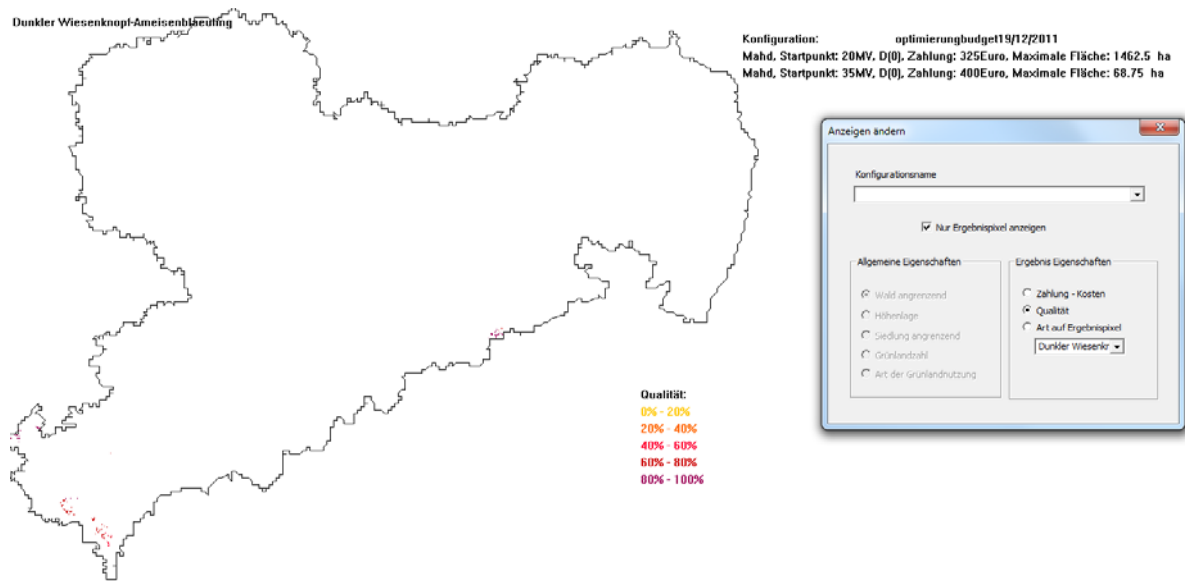 Dunkler Wiesenknopf-Ameisenblaeuling
Konfiguration: optimierungbudget19/12/2011
Mahd, Startpunkt: 20MV, D(0), Zahlung: 325Euro, Maximale Fläche: 1462.5 ha
Mahd, Startpunkt: 35MV, D(0), Zahlung: 400Euro, Maximale Fläche: 68.75 ha
Anzeigen ändern
Konfigurationsname
Nur Ergebnispixel anzeigen
Allgemeine Eigenschaften
Wald angrenzend
Höhenlage
Siedlung angrenzend
Grünlandzahl
Art der Grünlandnutzung
Ergebnis Eigenschaften
Zahlung - Kosten
Qualität
Art auf Ergebnispixel
Dunkler Wiesenkr
Qualität:
0% - 20%
20% - 40%
40% - 60%
60% - 80%
80% - 100%